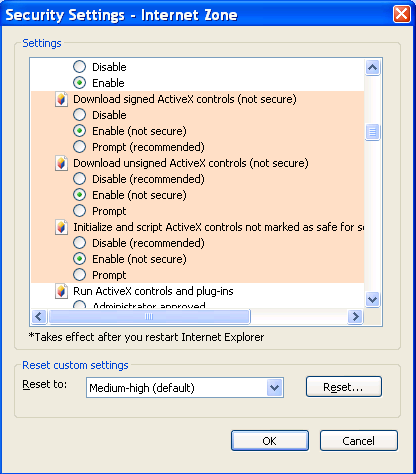 Security Settings - Internet Zone
Settings
Disable
Enable
Download signed ActiveX controls (not secure)
Disable
Enable (not secure)
Prompt (recommended)
Download unsigned ActiveX controls (not secure)
Disable (recommended)
Enable (not secure)
Prompt
Initialize and script ActiveX controls not marked as safe for
Disable (recommended)
Enable (not secure)
Prompt
Run ActiveX controls and plug-ins
Administrator approved
*Takes effect after you restart Internet Explorer
Reset custom settings
Reset to: Medium-high (default) Reset...
OK Cancel